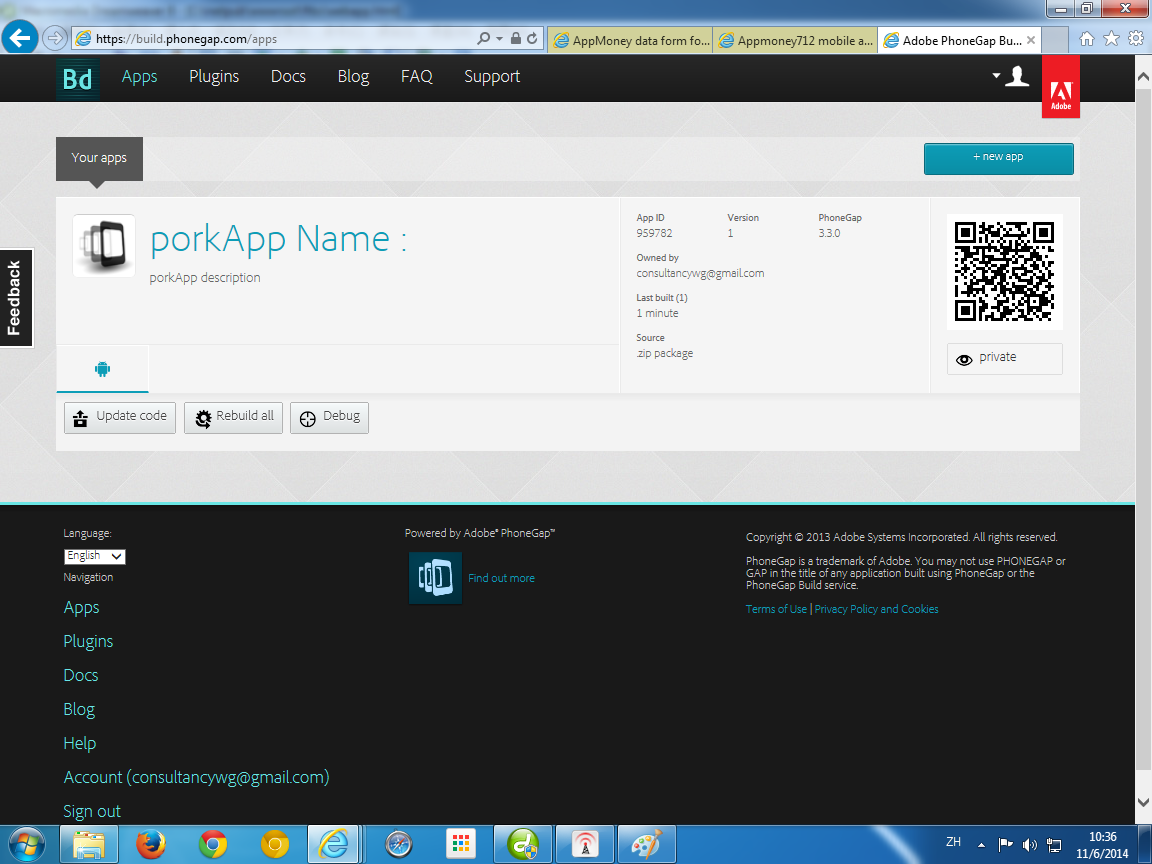 https://build.phonegap.com/apps
AppMoney data form fo...
Appmoney712 mobile a...
Adobe PhoneGap Bu...
Bd
Apps
Plugins
Docs
Blog
FAQ
Support
Adobe
Your apps
+ new app
porkApp Name :
porkApp description
App ID
Version
PhoneGap
959782
1
3.3.0
Owned by
consultancywg@gmail.com
Last built (1)
1 minute
Source
.zip package
private
Feedback
Update code
Rebuild all
Debug
Language:
English
Navigation
Apps
Plugins
Docs
Blog
Help
Account (consultancywg@gmail.com)
Sign out
Powered by Adobe® PhoneGap™
Find out more
Copyright © 2013 Adobe Systems Incorporated. All rights reserved.
PhoneGap is a trademark of Adobe. You may not use PHONEGAP or
GAP in the title of any application built using PhoneGap or the
PhoneGap Build service.
Terms of Use | Privacy Policy and Cookies
ZH
10:36
11/6/2014